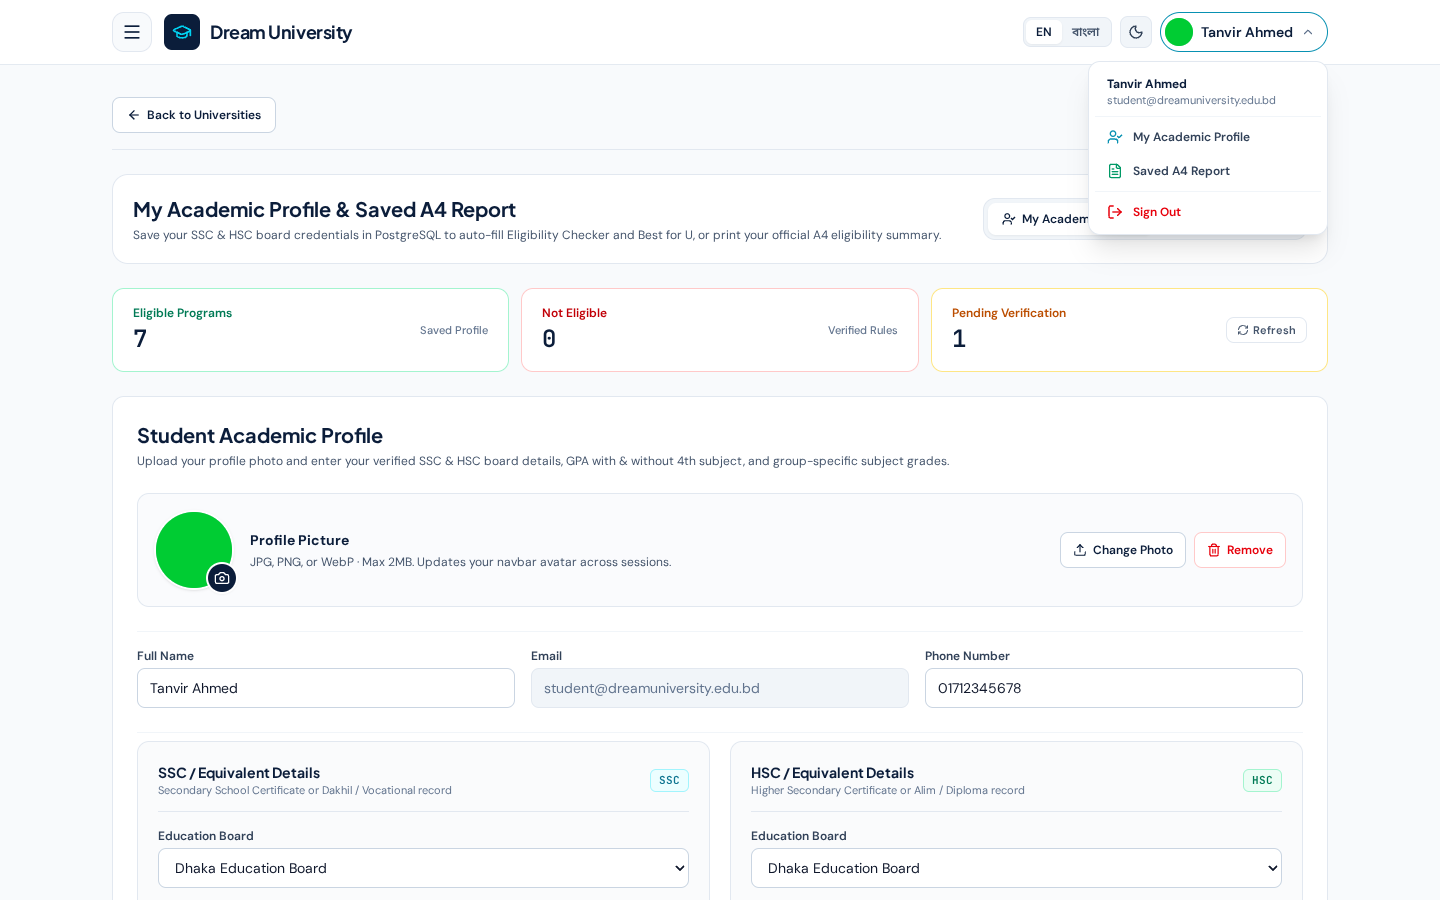 Dream University
EN বাংলা
Tanvir Ahmed
Tanvir Ahmed
student@dreamuniversity.edu.bd
My Academic Profile
Saved A4 Report
Sign Out
Back to Universities
My Academic Profile & Saved A4 Report
Save your SSC & HSC board credentials in PostgreSQL to auto-fill Eligibility Checker and Best for U, or print your official A4 eligibility summary.
My Academ
Eligible Programs
7
Saved Profile
Not Eligible
0
Verified Rules
Pending Verification
1
Refresh
Student Academic Profile
Upload your profile photo and enter your verified SSC & HSC board details, GPA with & without 4th subject, and group-specific subject grades.
Profile Picture
JPG, PNG, or WebP · Max 2MB. Updates your navbar avatar across sessions.
Change Photo
Remove
Full Name
Tanvir Ahmed
Email
student@dreamuniversity.edu.bd
Phone Number
01712345678
SSC / Equivalent Details
Secondary School Certificate or Dakhil / Vocational record
SSC
Education Board
Dhaka Education Board
HSC / Equivalent Details
Higher Secondary Certificate or Alim / Diploma record
HSC
Education Board
Dhaka Education Board